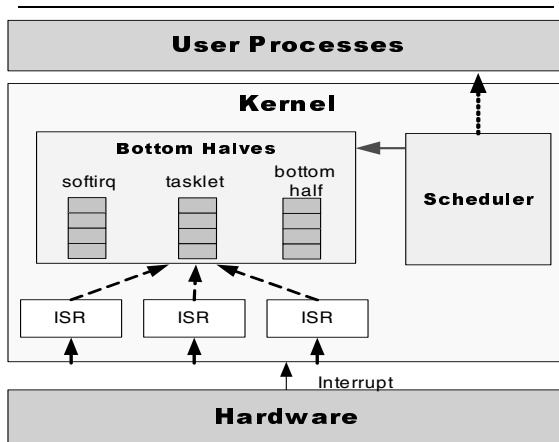 User Processes
Kernel
Bottom Halves
softirq
tasklet
bottom
half
Scheduler
ISR
ISR
ISR
Interrupt
Hardware